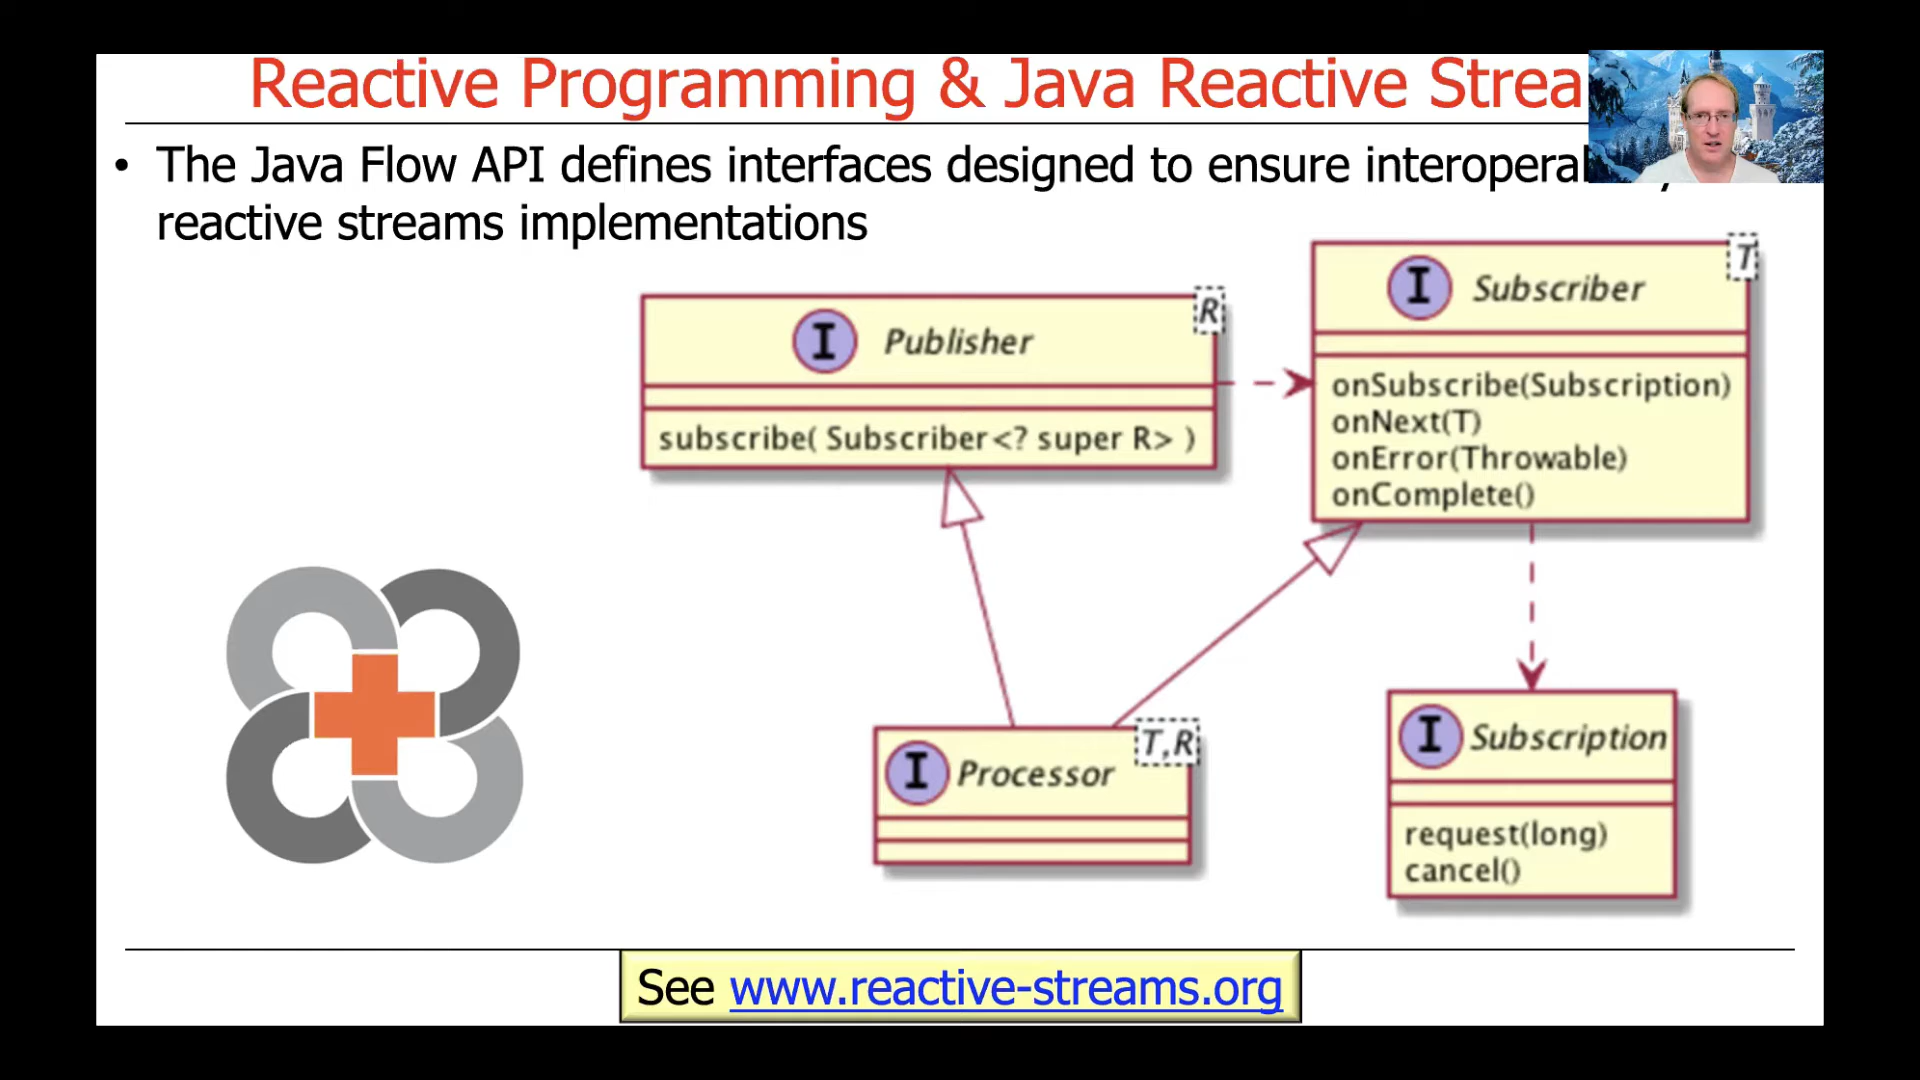 Reactive Programming & Java Reactive Strea
• The Java Flow API defines interfaces designed to ensure
reactive streams implementations
I Subscriber T
I Publisher R
onSubscribe(Subscription)
onNext(T)
subscribe( Subscriber<? super R> )
onError(Throwable)
onComplete()
I Processor T,R
I Subscription
request(long)
cancel()
See www.reactive-streams.org